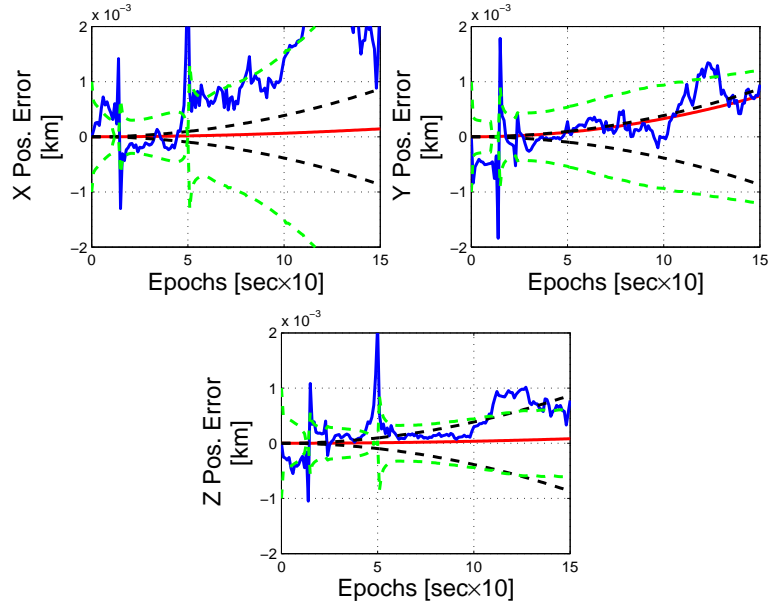 x 10⁻³
2
1
0
−1
−2
X Pos. Error
[km]
0
5
10
15
Epochs [sec×10]
x 10⁻³
2
1
0
−1
−2
Y Pos. Error
[km]
0
5
10
15
Epochs [sec×10]
x 10⁻³
2
1
0
−1
−2
Z Pos. Error
[km]
0
5
10
15
Epochs [sec×10]